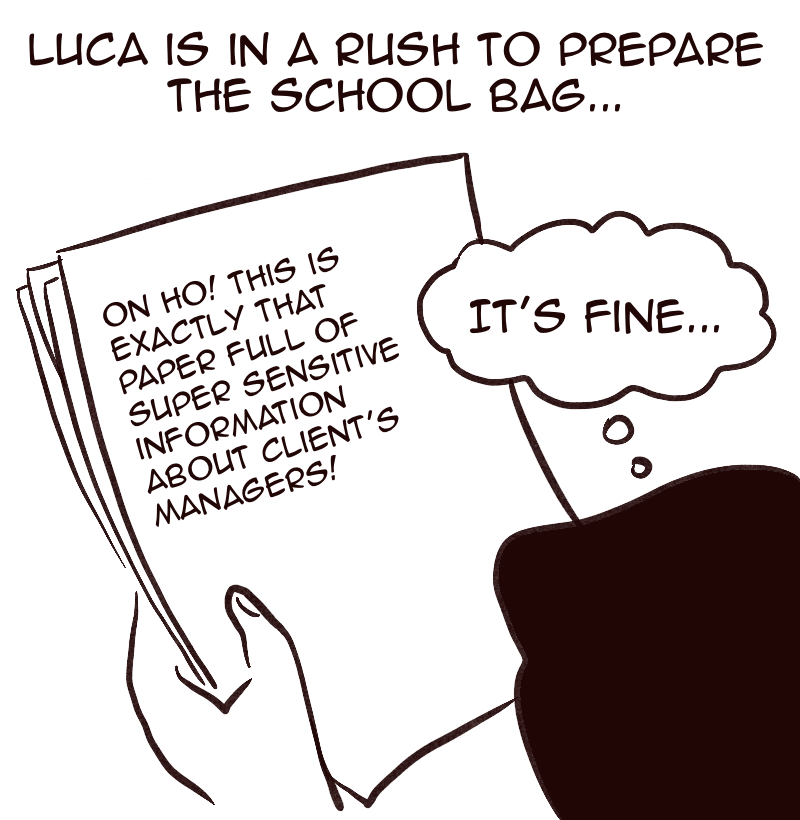 LUCA IS IN A RUSH TO PREPARE
THE SCHOOL BAG...
ON HO! THIS IS
EXACTLY THAT
PAPER FULL OF
SUPER SENSITIVE
INFORMATION
ABOUT CLIENT'S
MANAGERS!
IT'S FINE...